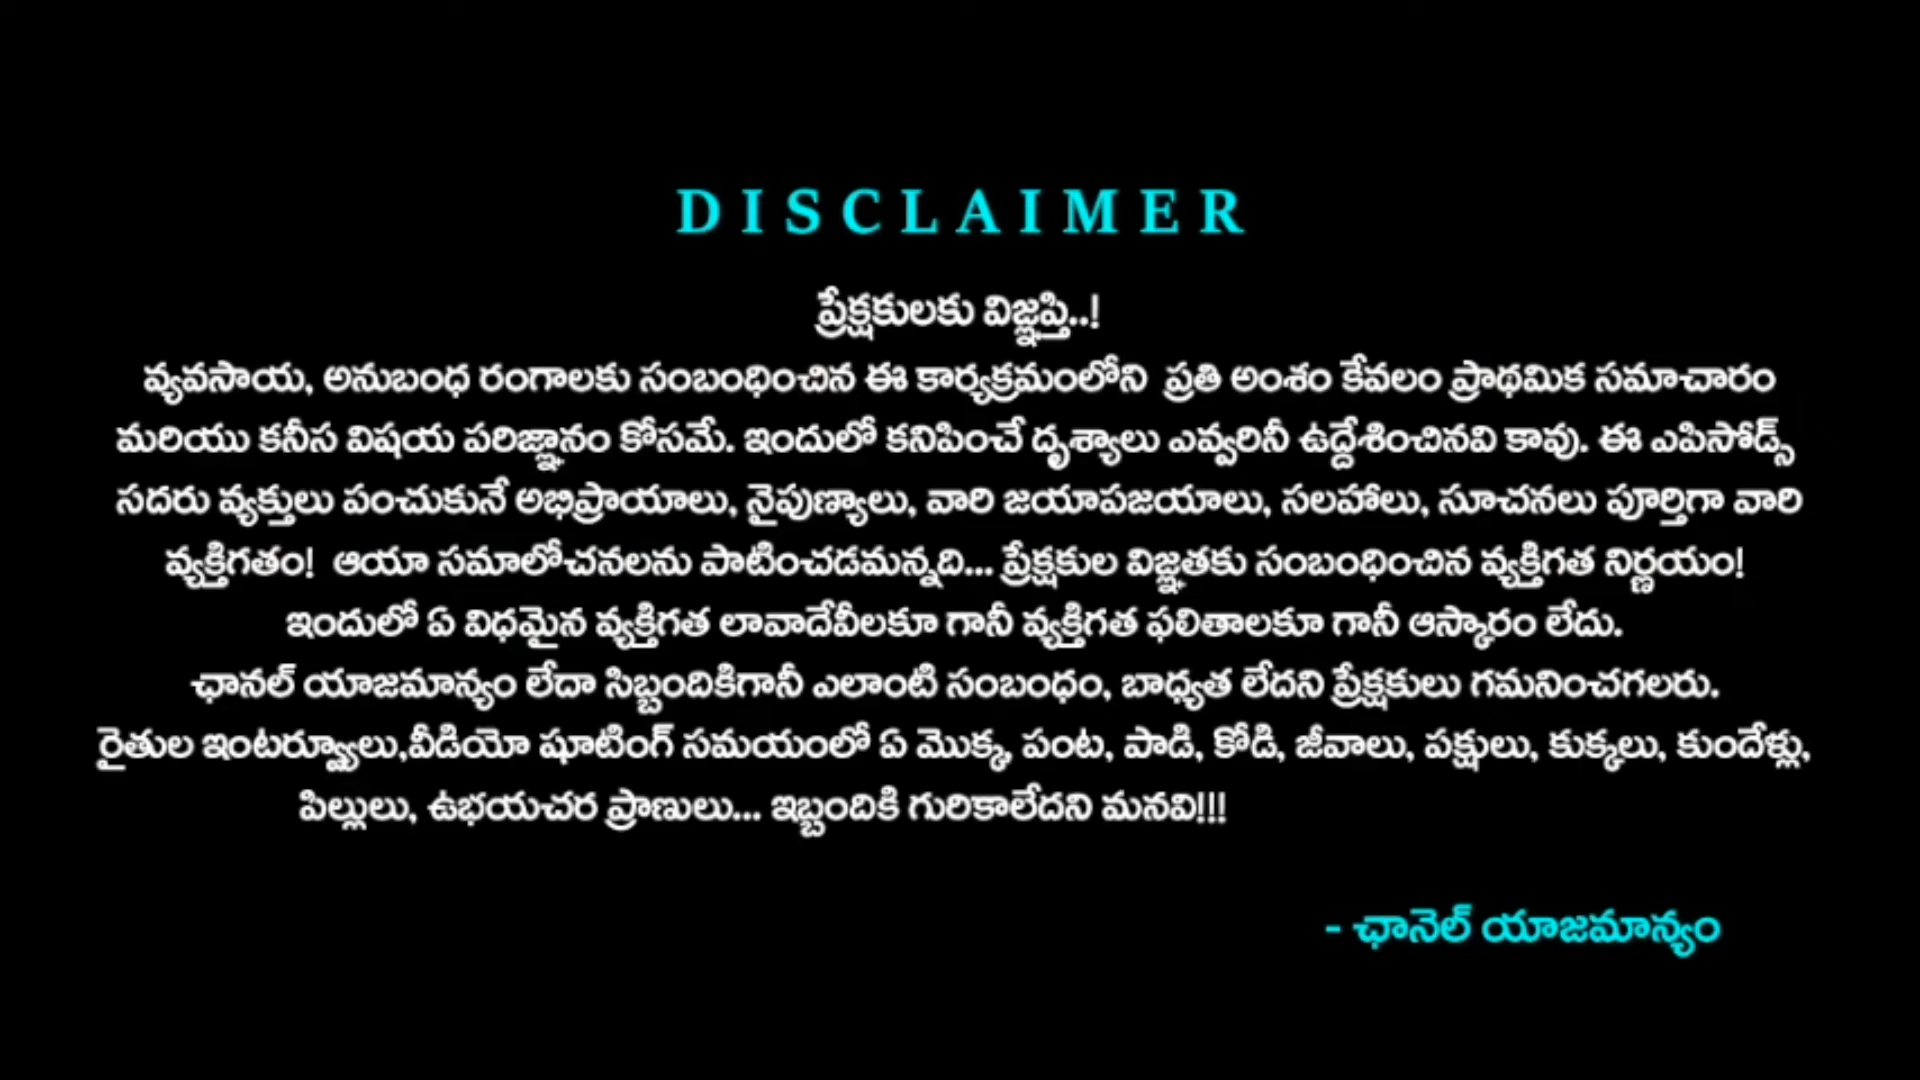 DISCLAIMER
ప్రేక్షకులకు విజ్ఞప్తి..!
వ్యవసాయ, అనుబంధ రంగాలకు సంబంధించిన ఈ కార్యక్రమంలోని ప్రతి అంశం కేవలం ప్రాథమిక సమాచారం
మరియు కనీస విషయ పరిజ్ఞానం కోసమే. ఇందులో కనిపించే దృశ్యాలు ఎవ్వరినీ ఉద్దేశించినవి కావు. ఈ ఎపిసోడ్స్
సదరు వ్యక్తులు పంచుకునే అభిప్రాయాలు, నైపుణ్యాలు, వారి జయాపజయాలు, సలహాలు, సూచనలు పూర్తిగా వారి
వ్యక్తిగతం! ఆయా సమాలోచనలను పాటించడమన్నది... ప్రేక్షకుల విజ్ఞతకు సంబంధించిన వ్యక్తిగత నిర్ణయం!
ఇందులో ఏ విధమైన వ్యక్తిగత లావాదేవీలకూ గానీ వ్యక్తిగత ఫలితాలకూ గానీ ఆస్కారం లేదు.
ఛానల్ యాజమాన్యం లేదా సిబ్బందికిగానీ ఎలాంటి సంబంధం, బాధ్యత లేదని ప్రేక్షకులు గమనించగలరు.
రైతుల ఇంటర్వ్యూలు,వీడియో షూటింగ్ సమయంలో ఏ మొక్క, పంట, పాడి, కోడి, జీవాలు, పక్షులు, కుక్కలు, కుందేళ్లు,
పిల్లులు, ఉభయచర ప్రాణులు... ఇబ్బందికి గురికాలేదని మనవి!!!
- ఛానెల్ యాజమాన్యం